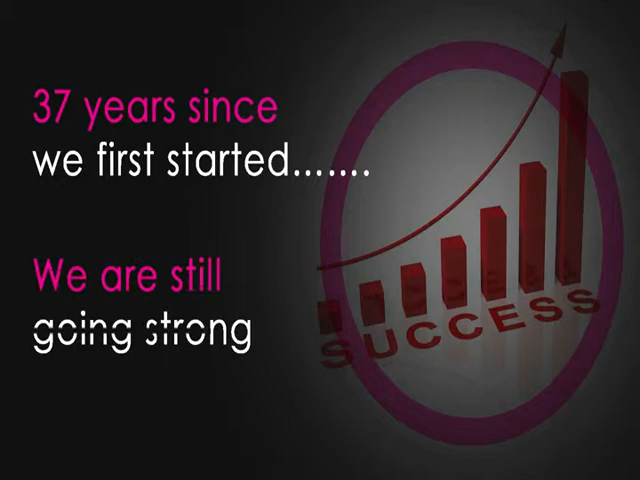 37 years since
we first started.......
We are still
going strong
SUCCESS